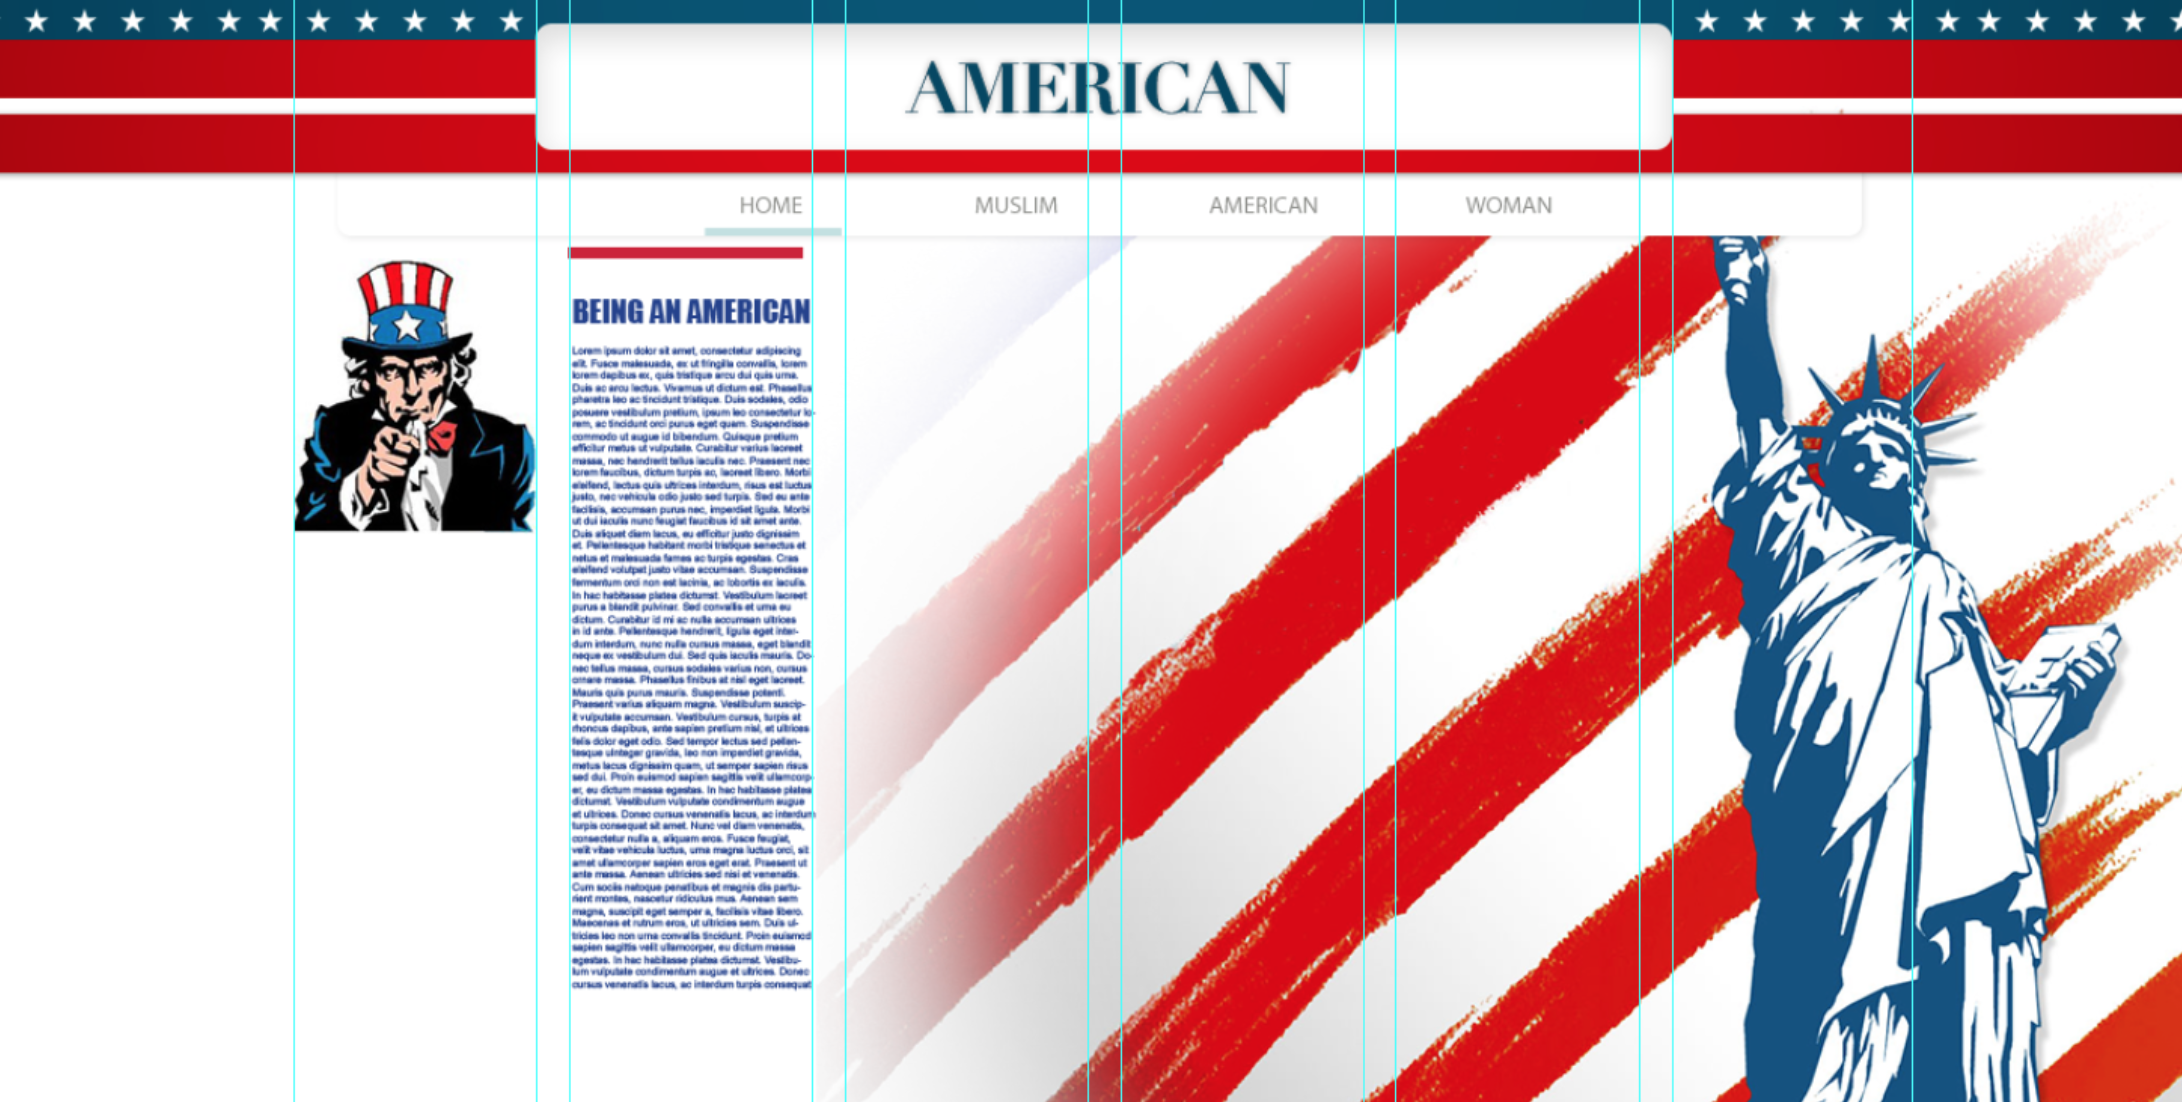 AMERICAN
HOME MUSLIM AMERICAN WOMAN
BEING AN AMERICAN
Lorem ipsum dolor sit amet, consectetur adipiscing
elit. Fusce malesuada, ex ut fringilla convallis, lorem
lorem dapibus ex, quis tristique arcu dui quis urna.
Duis ac arcu lectus. Vivamus ut dictum est. Phasellus
pharetra leo ac tincidunt tristique. Duis sodales, odio
posuere vestibulum pretium, ipsum leo consectetur lo-
rem, ac tincidunt orci purus eget quam. Suspendisse
commodo ut augue id bibendum. Quisque pretium
efficitur metus ut vulputate. Curabitur varius laoreet
massa, nec hendrerit tellus iaculis nec. Praesent nec
lorem faucibus, dictum turpis ac, laoreet libero. Morbi
eleifend, lectus quis ultrices interdum, risus est luctus
justo, nec vehicula odio justo sed turpis. Sed eu ante
facilisis, accumsan purus nec, imperdiet ligula. Morbi
ut dui iaculis nunc feugiat faucibus id sit amet ante.
Duis aliquet diam lacus, eu efficitur justo dignissim
et. Pellentesque habitant morbi tristique senectus et
netus et malesuada fames ac turpis egestas. Cras
eleifend volutpat justo vitae accumsan. Suspendisse
fermentum orci non est lacinia, ac lobortis ex iaculis.
In hac habitasse platea dictumst. Vestibulum laoreet
purus a blandit pulvinar. Sed convallis et urna eu
dictum. Curabitur id mi ac nulla accumsan ultrices
in id ante. Pellentesque hendrerit, ligula eget inter-
dum interdum, nunc nulla cursus massa, eget blandit
neque ex vestibulum dui. Sed quis iaculis mauris. Do-
nec tellus massa, cursus sodales varius non, cursus
ornare massa. Phasellus finibus at nisl eget laoreet.
Mauris quis purus mauris. Suspendisse potenti.
Praesent varius aliquam magna. Vestibulum suscip-
it vulputate accumsan. Vestibulum cursus, turpis at
rhoncus dapibus, ante sapien pretium nisl, et ultrices
felis dolor eget odio. Sed tempor lectus sed pellen-
tesque uInteger gravida, leo non imperdiet gravida,
metus lacus dignissim quam, ut semper sapien risus
sed dui. Proin euismod sapien sagittis velit ullamcorp-
er, eu dictum massa egestas. In hac habitasse platea
dictumst. Vestibulum vulputate condimentum augue
et ultrices. Donec cursus venenatis lacus, ac interdum
turpis consequat sit amet. Nunc vel diam venenatis,
consectetur nulla a, aliquam eros. Fusce feugiat,
velit vitae vehicula luctus, urna magna luctus orci, sit
amet ullamcorper sapien eros eget erat. Praesent ut
ante massa. Aenean ultricies sed nisi et venenatis.
Cum sociis natoque penatibus et magnis dis partu-
rient montes, nascetur ridiculus mus. Aenean sem
magna, suscipit eget semper a, facilisis vitae libero.
Maecenas et rutrum eros, ut ultricies sem. Duis ul-
tricies leo non urna convallis tincidunt. Proin euismod
sapien sagittis velit ullamcorper, eu dictum massa
egestas. In hac habitasse platea dictumst. Vestibu-
lum vulputate condimentum augue et ultrices. Donec
cursus venenatis lacus, ac interdum turpis consequat